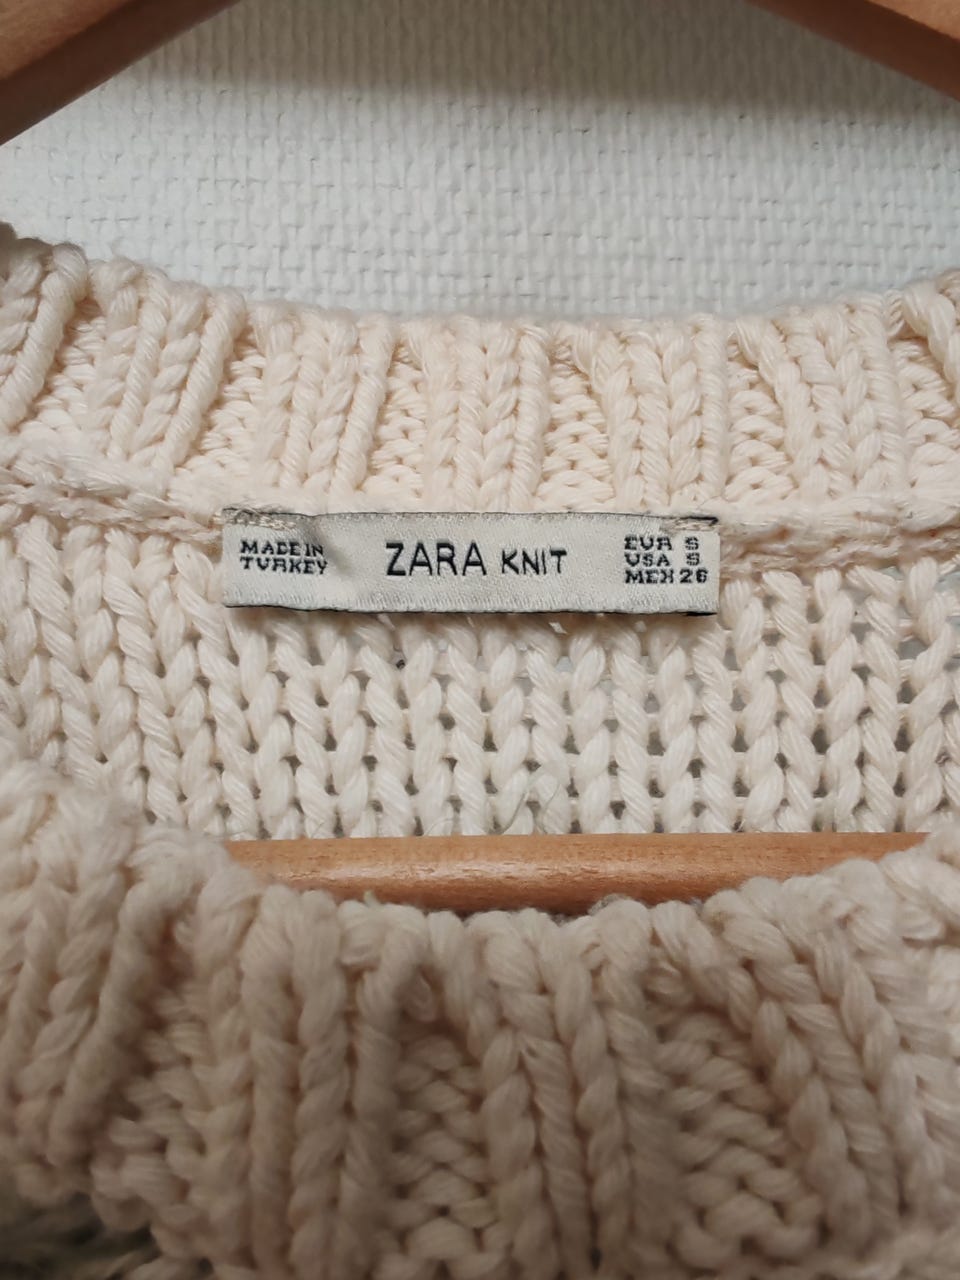 MADE IN
TURKEY
ZARA KNIT
EUR S
USA S
MEX 26